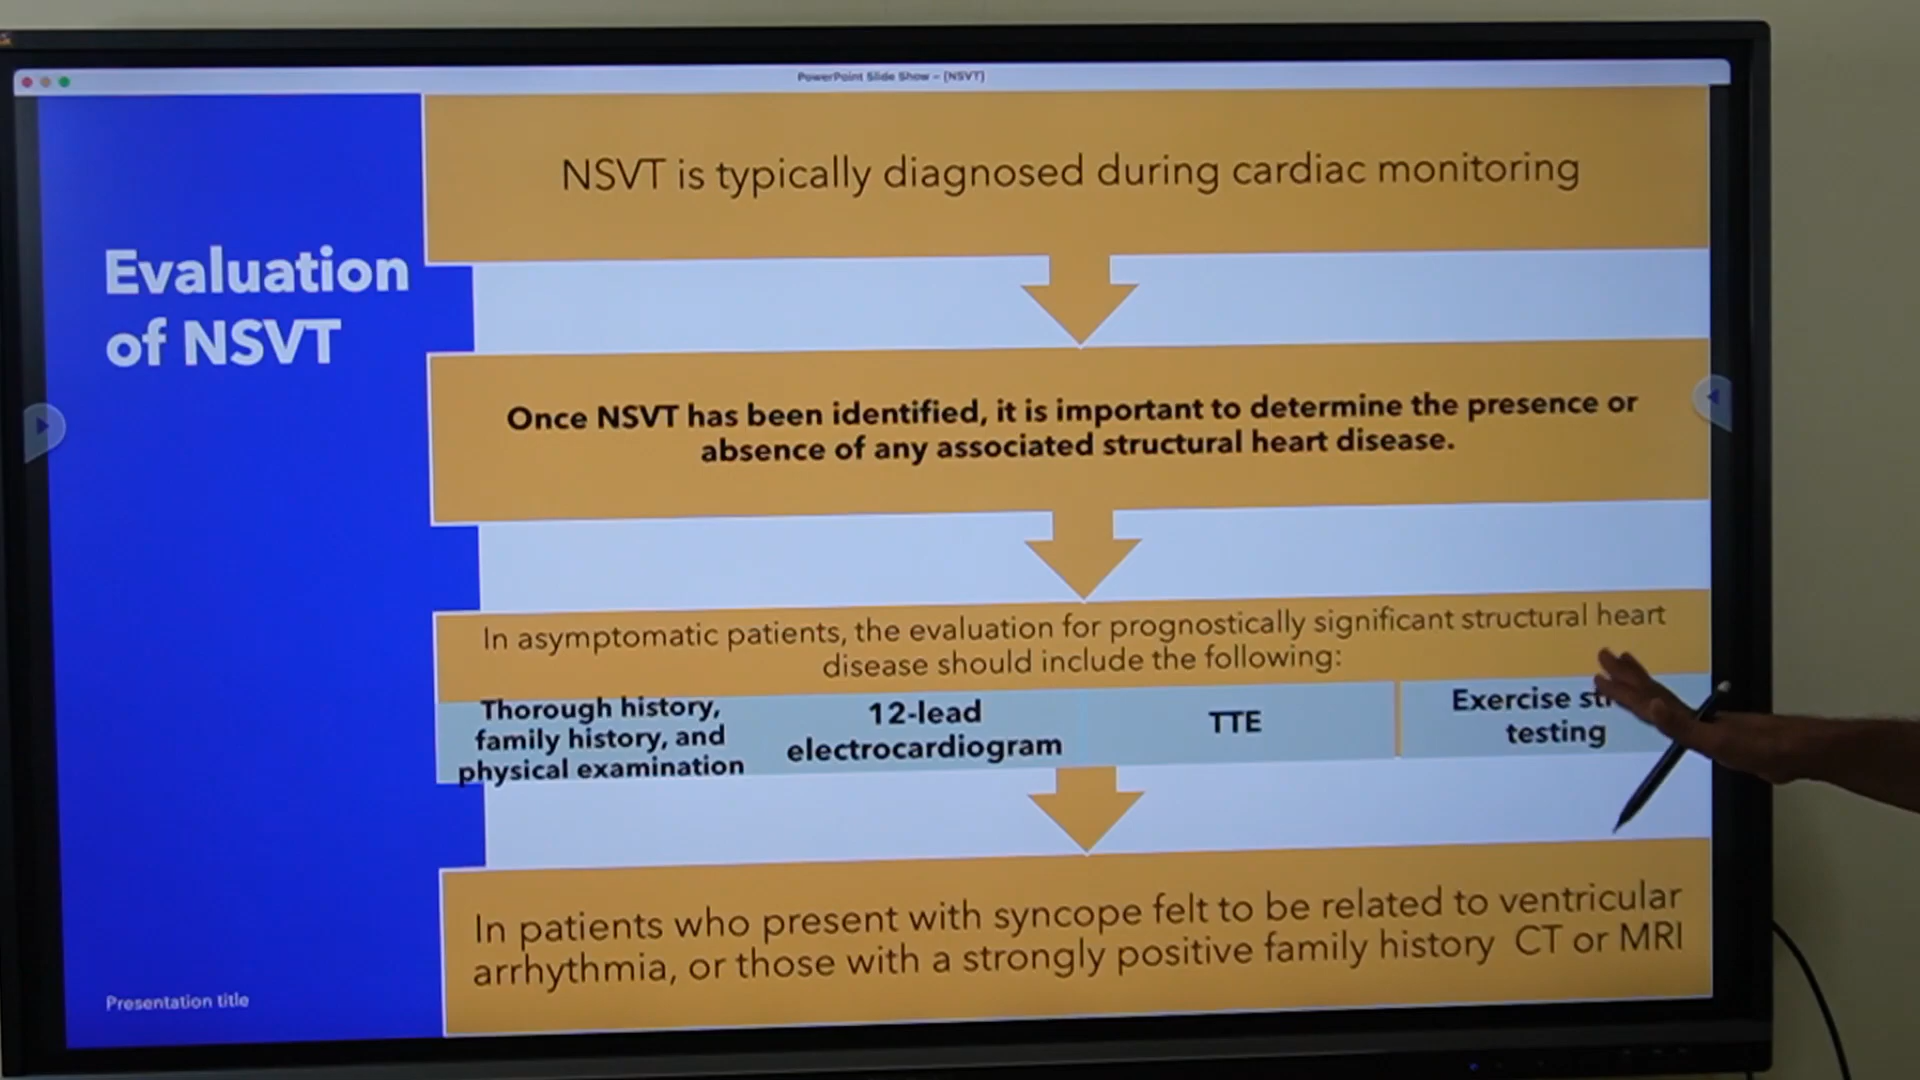 PowerPoint Slide Show - [NSVT]
Evaluation
of NSVT
NSVT is typically diagnosed during cardiac monitoring
Once NSVT has been identified, it is important to determine the presence or
absence of any associated structural heart disease.
In asymptomatic patients, the evaluation for prognostically significant structural heart
disease should include the following:
Thorough history,
family history, and
physical examination
12-lead
electrocardiogram
TTE
Exercise
testing
In patients who present with syncope felt to be related to ventricular
arrhythmia, or those with a strongly positive family history CT or MRI
Presentation title